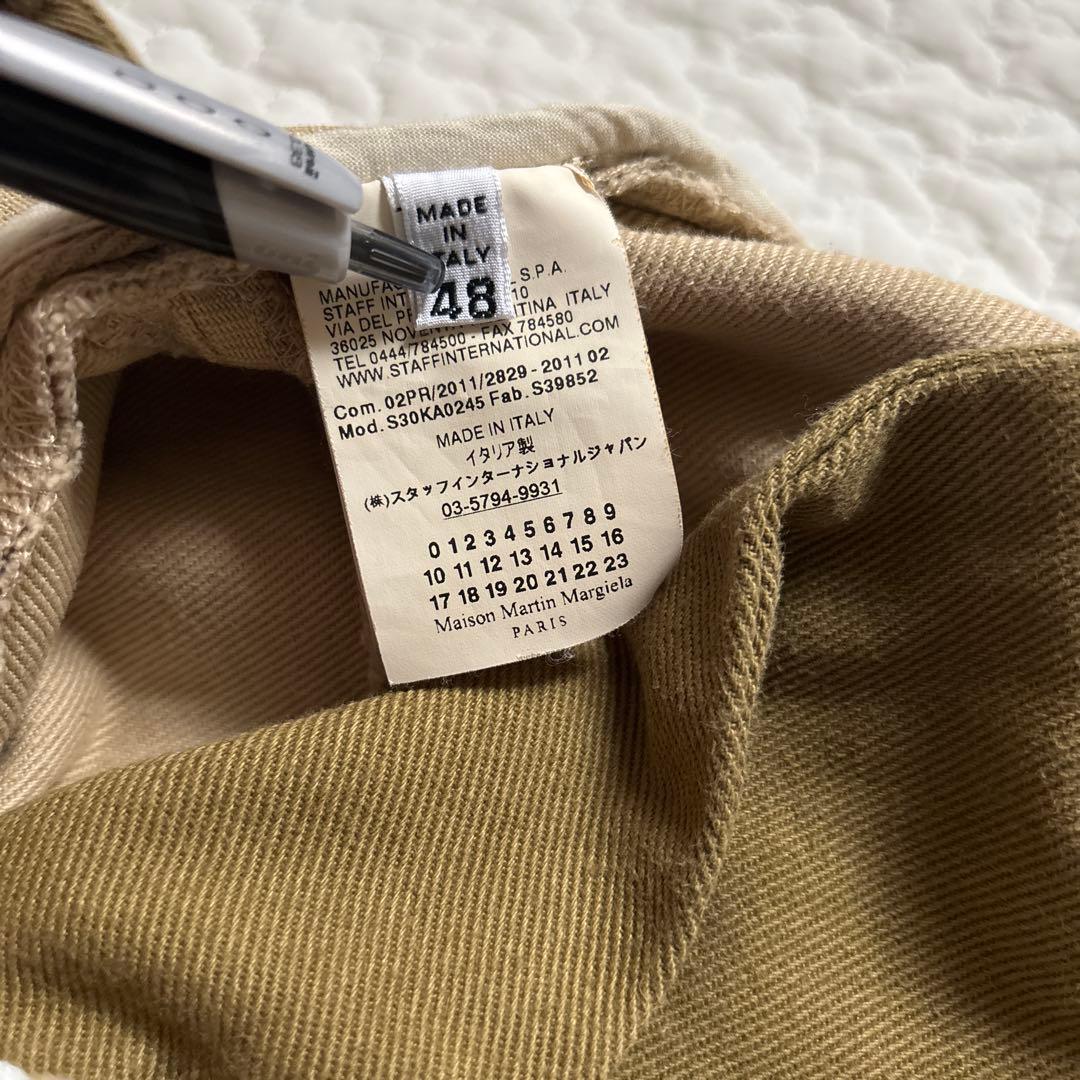 MADE
IN
48
S.P.A.
STAFF INT 10
VIA DEL TINA ITALY
36025 ITALY
TEL 0444/784500 - FAX 784580
WWW.STAFFINTERNATIONAL.COM
Com. 02PR/2011/2829 - 2011 02
Mod. S30KA0245 Fab. S39852
MADE IN ITALY
イタリア製
(株)スタッフインターナショナルジャパン
03-5794-9931
0 1 2 3 4 5 6 7 8 9
10 11 12 13 14 15 16
17 18 19 20 21 22 23
Maison Martin Margiela
PARIS
uni